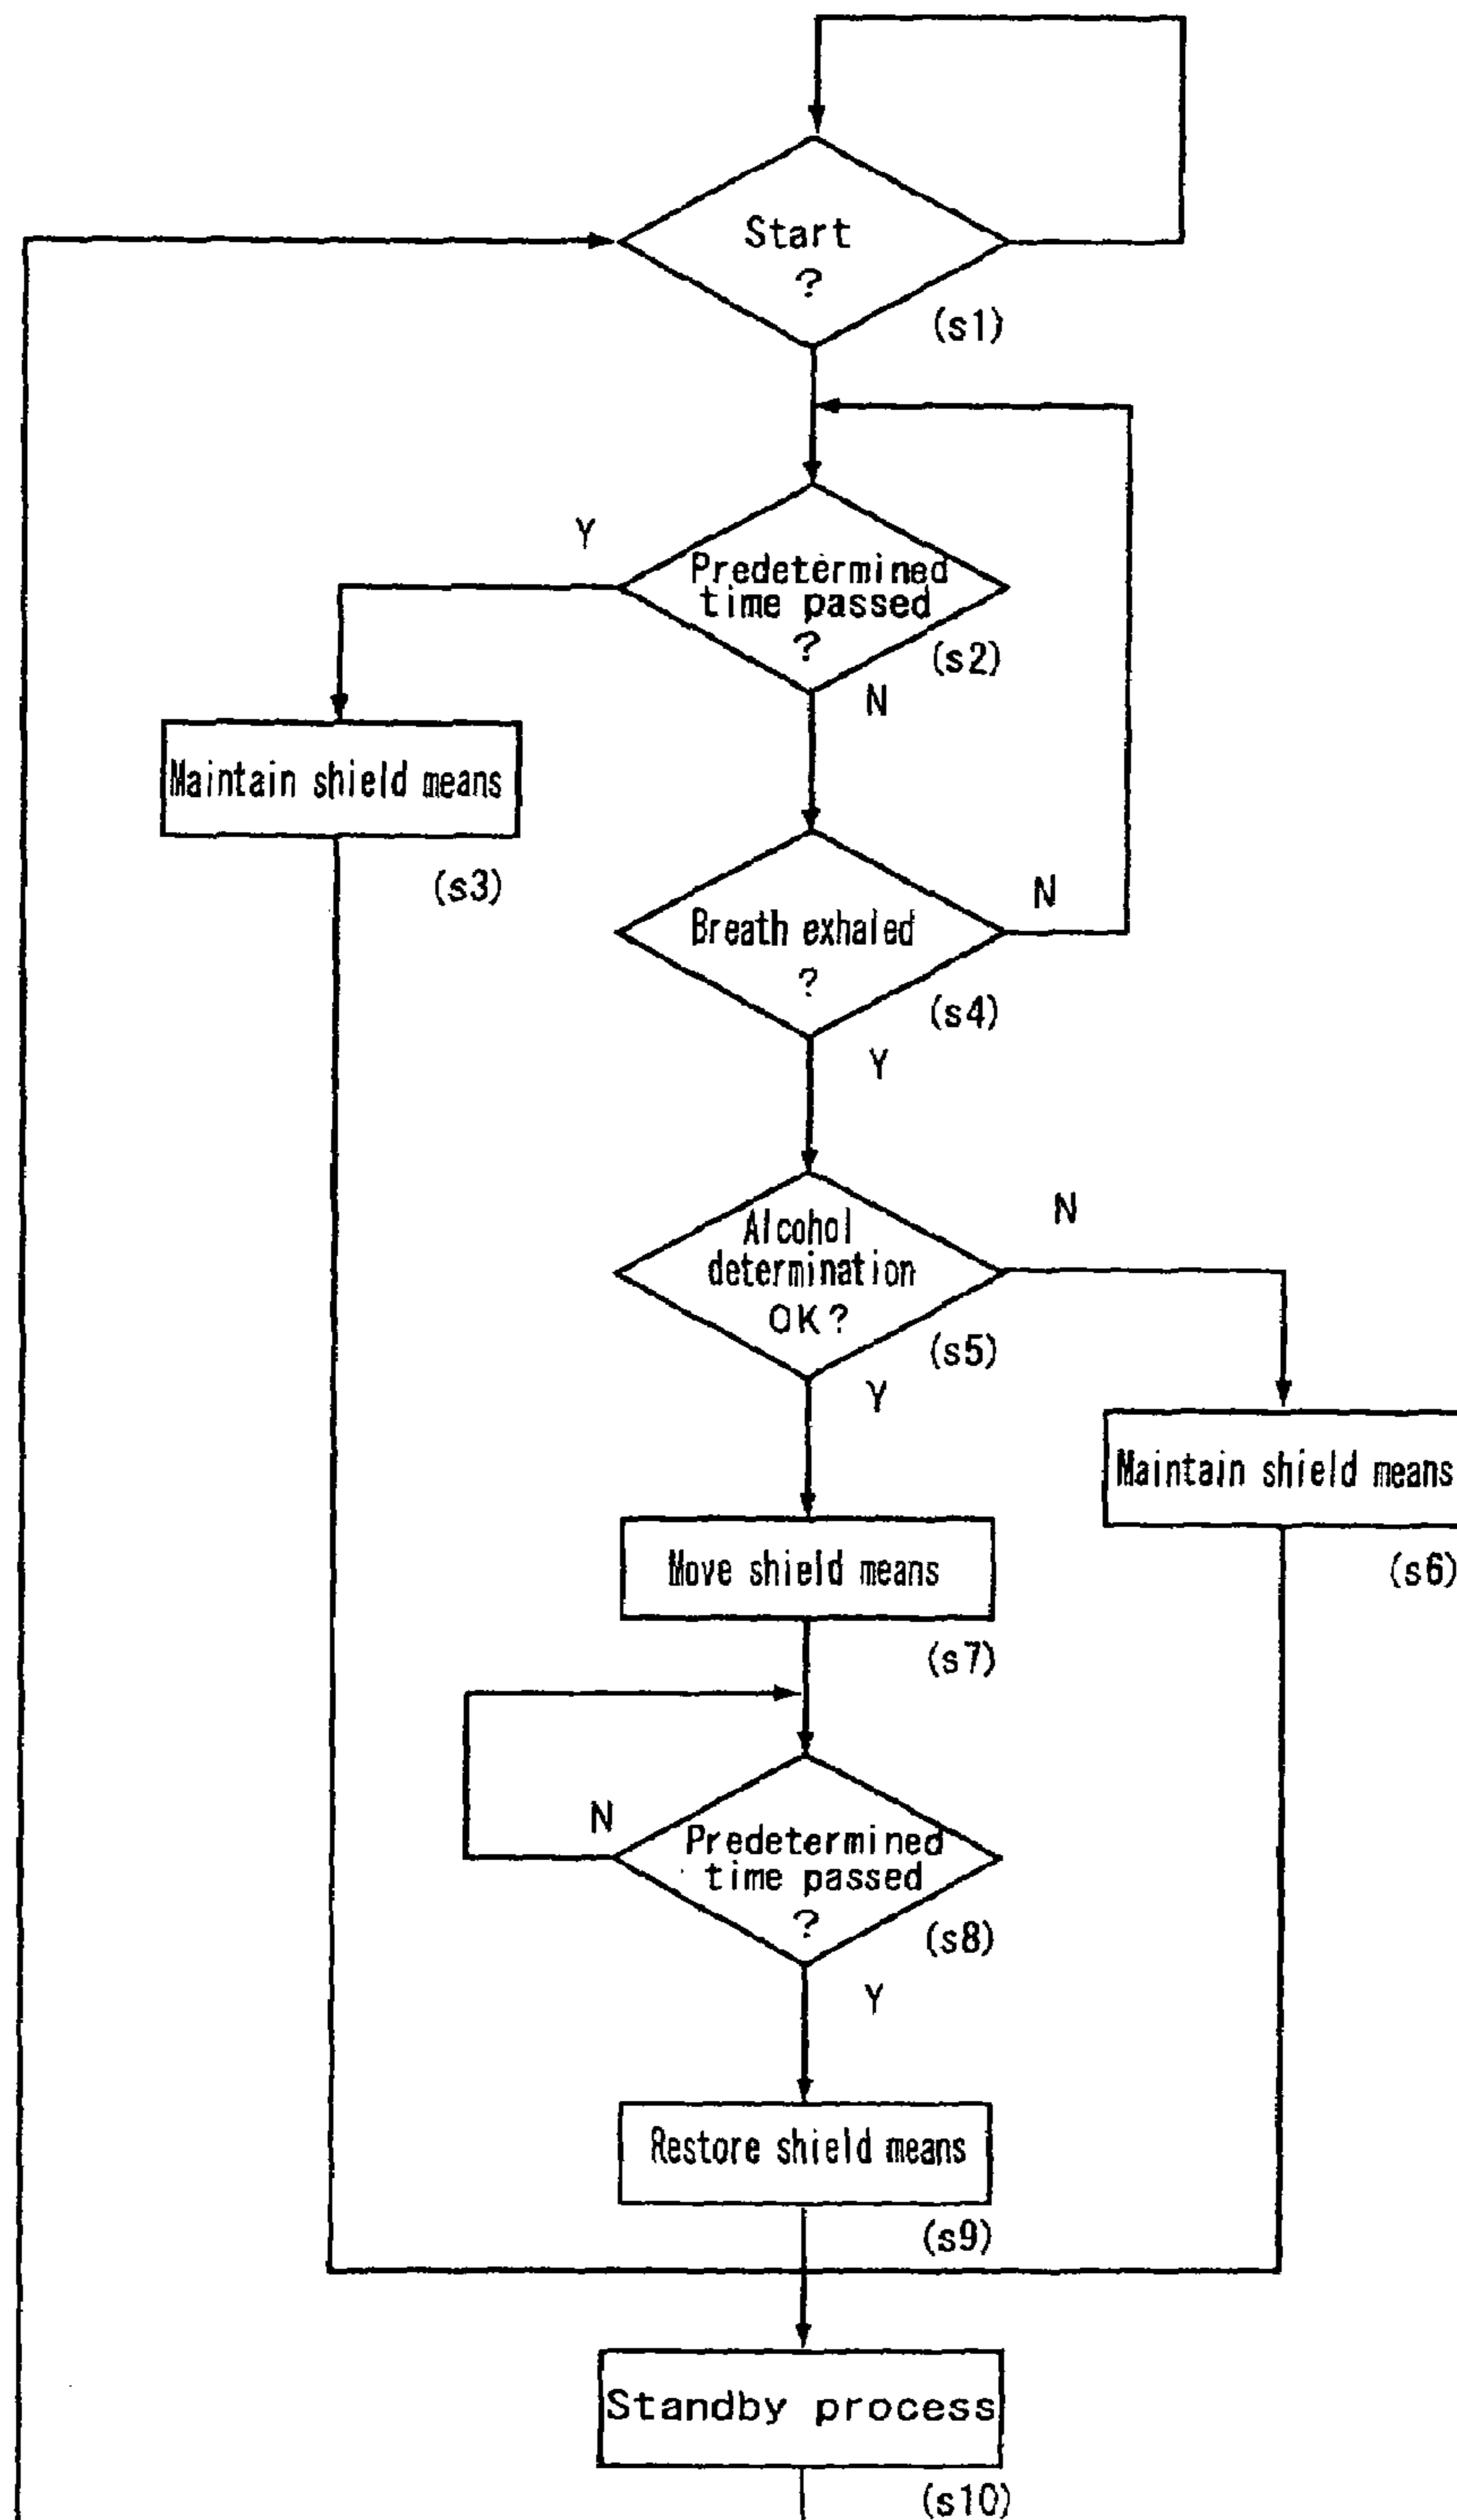 Start
?
(s1)
Y
Predetermined
time passed
?
(s2)
N
Maintain shield means
(s3)
Breath exhaled
?
N
(s4)
Y
Alcohol
determination
OK?
N
(s5)
Y
Maintain shield means
(s6)
Move shield means
(s7)
N
Predetermined
time passed
?
(s8)
Y
Restore shield means
(s9)
Standby process
(s10)